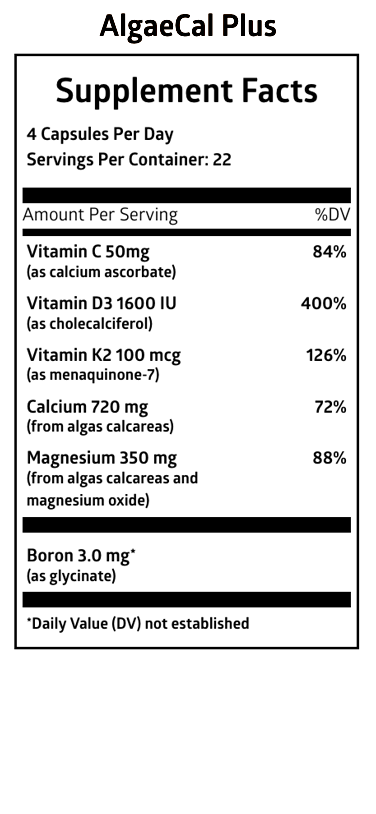 AlgaeCal Plus
Supplement Facts
4 Capsules Per Day
Servings Per Container: 22
Amount Per Serving %DV
Vitamin C 50mg 84%
(as calcium ascorbate)
Vitamin D3 1600 IU 400%
(as cholecalciferol)
Vitamin K2 100 mcg 126%
(as menaquinone-7)
Calcium 720 mg 72%
(from algas calcareas)
Magnesium 350 mg 88%
(from algas calcareas and
magnesium oxide)
Boron 3.0 mg*
(as glycinate)
*Daily Value (DV) not established